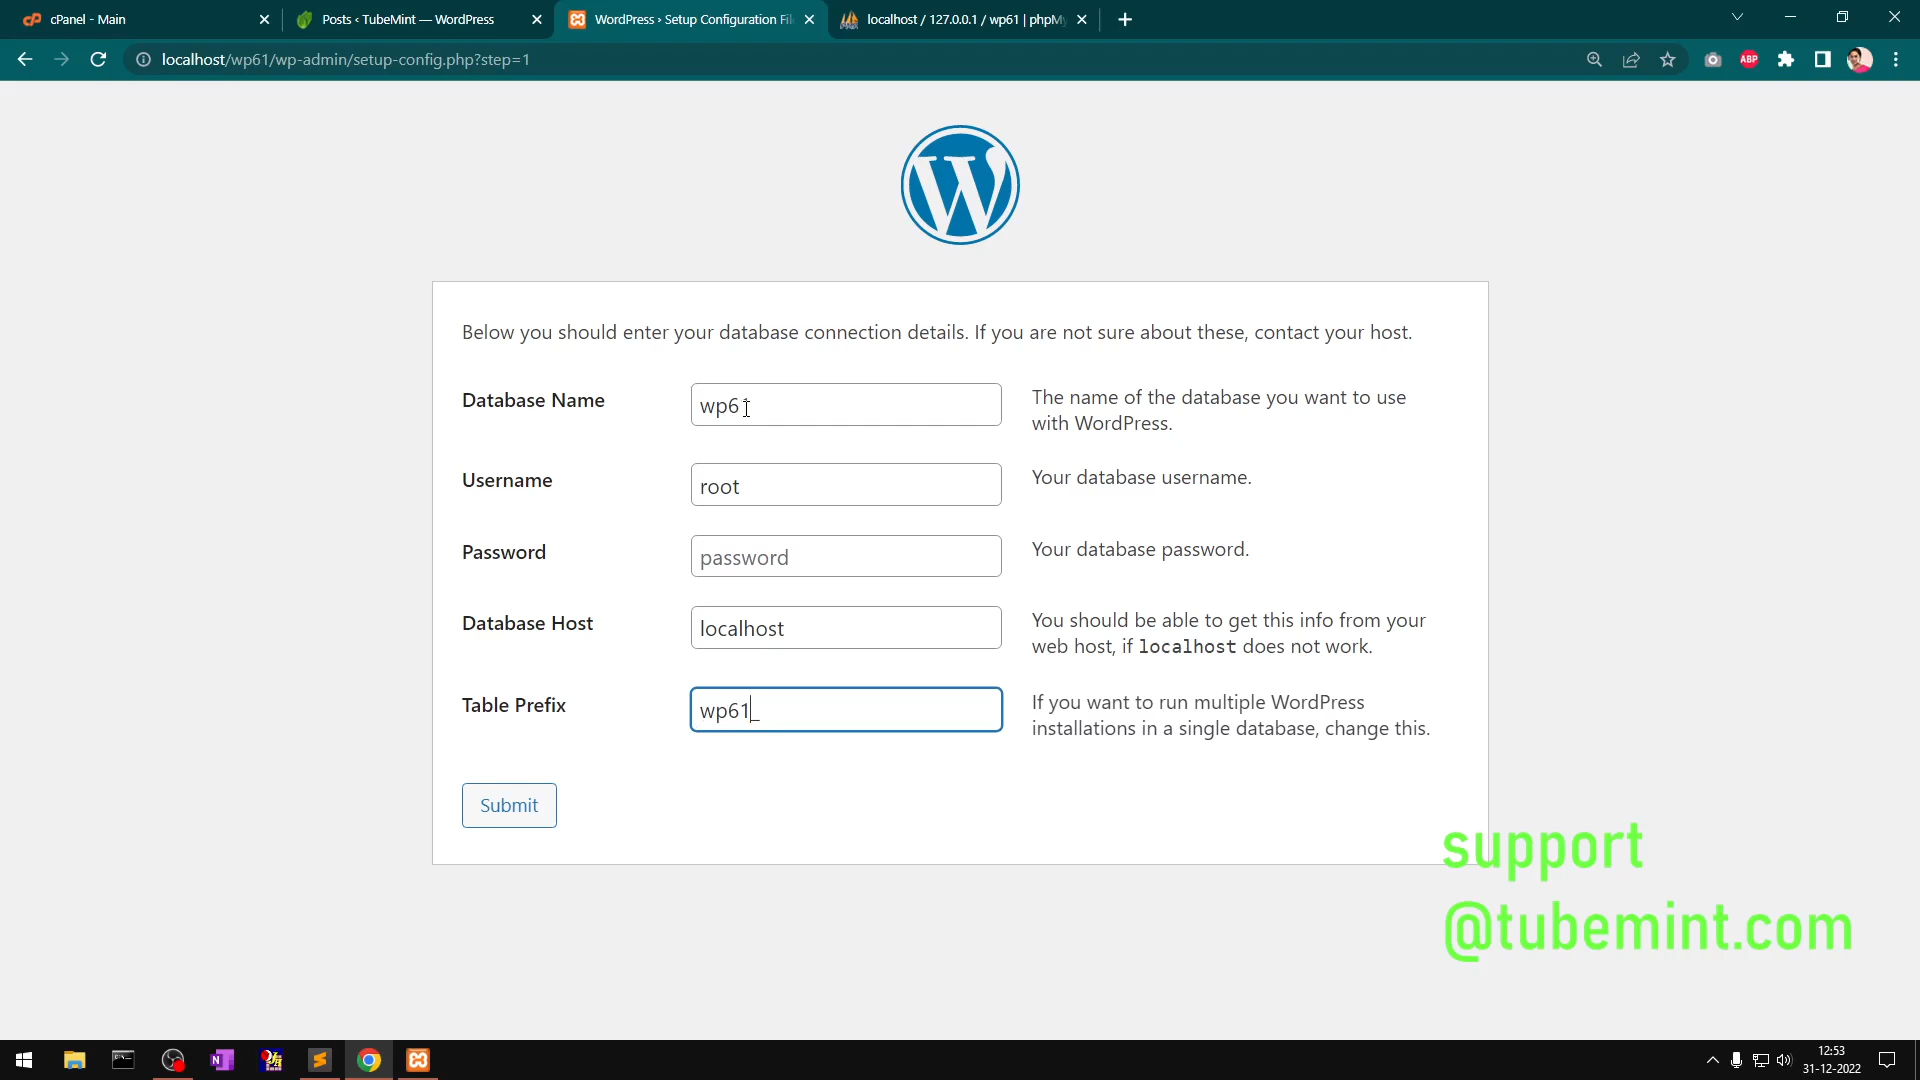 cPanel - Main
Posts ‹ TubeMint — WordPress
WordPress › Setup Configuration Fil
localhost / 127.0.0.1 / wp61 | phpMy
localhost/wp61/wp-admin/setup-config.php?step=1
ABP
Below you should enter your database connection details. If you are not sure about these, contact your host.
Database Name
wp61
The name of the database you want to use
with WordPress.
Username
root
Your database username.
Password
password
Your database password.
Database Host
localhost
You should be able to get this info from your
web host, if localhost does not work.
Table Prefix
wp61_
If you want to run multiple WordPress
installations in a single database, change this.
Submit
support
@tubemint.com
12:53
31-12-2022